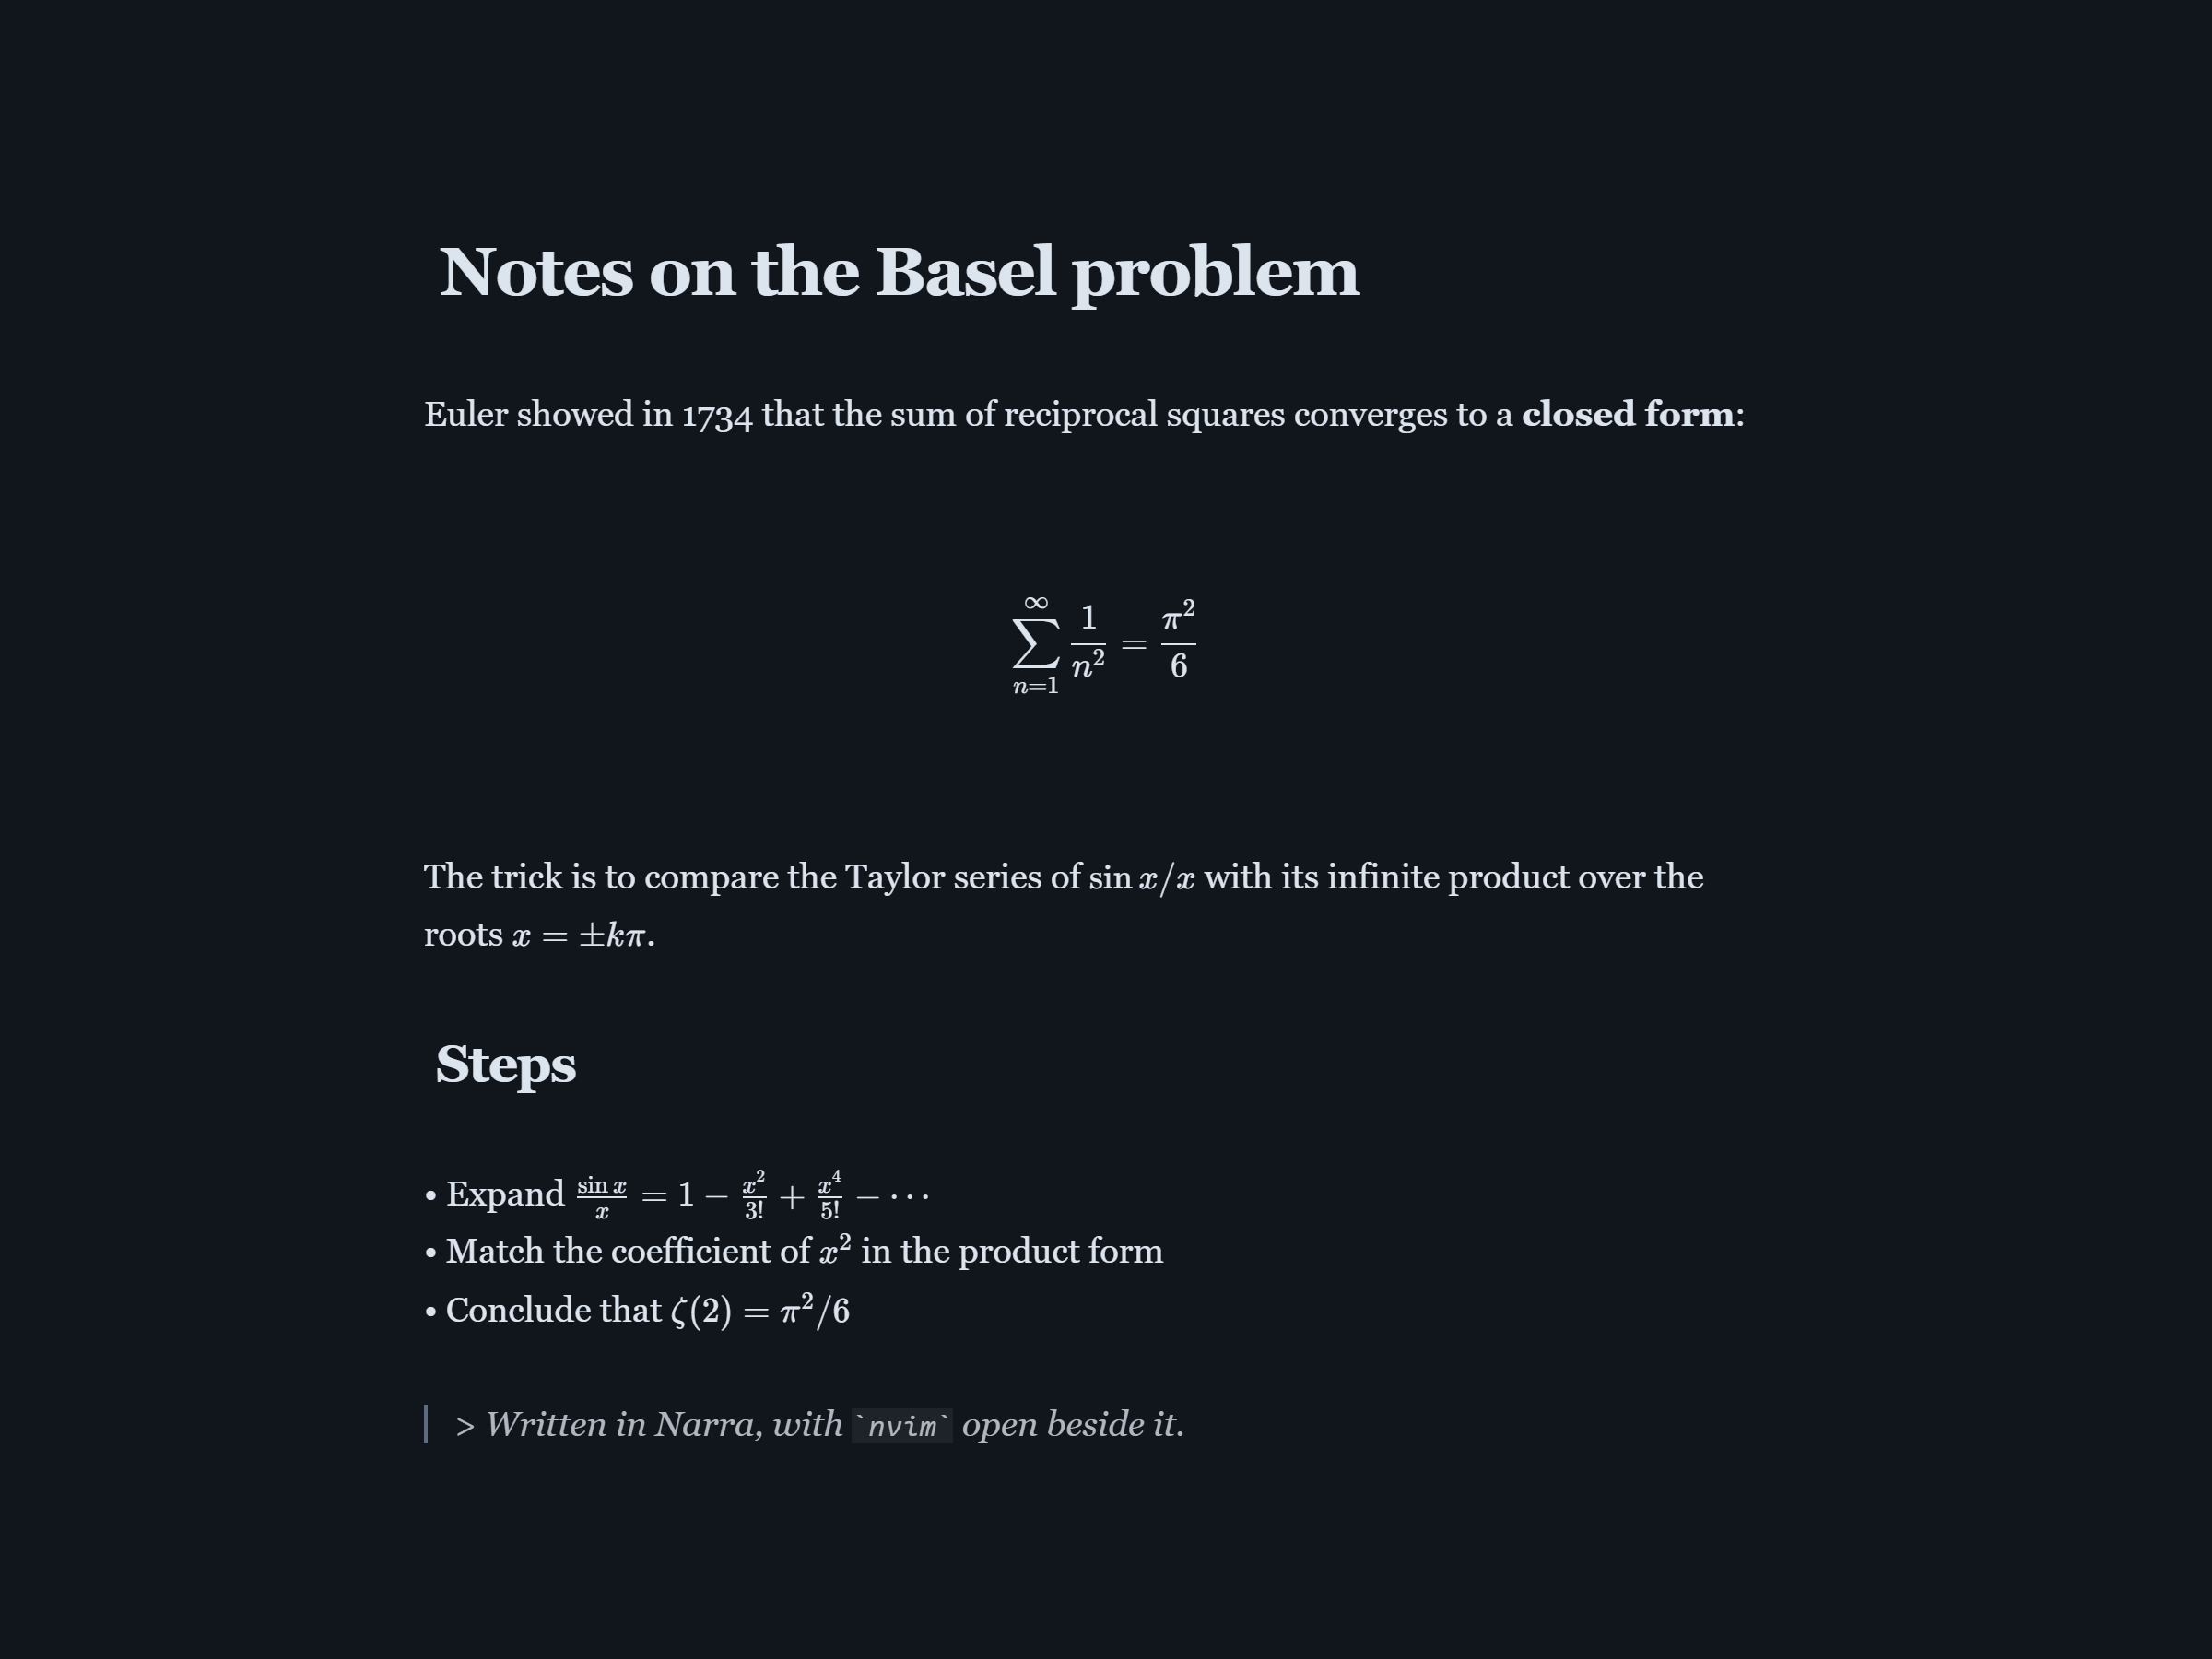 Notes on the Basel problem
Euler showed in 1734 that the sum of reciprocal squares converges to a closed form:
∑_{n=1}^{∞} 1/n² = π²/6
The trick is to compare the Taylor series of sin x/x with its infinite product over the
roots x = ±kπ.
Steps
• Expand sin x/x = 1 − x²/3! + x⁴/5! − ⋯
• Match the coefficient of x² in the product form
• Conclude that ζ(2) = π²/6
> Written in Narra, with `nvim` open beside it.